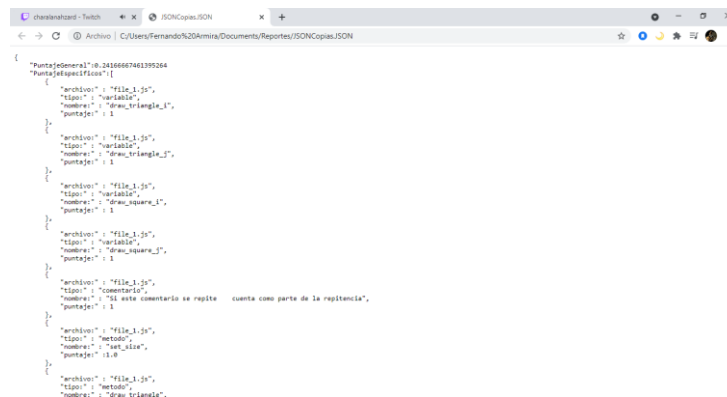 charalanahzard - Twitch
JSONCopias.JSON
Archivo | C:/Users/Fernando%20Armira/Documents/Reportes/JSONCopias.JSON
{
"PuntajeGeneral":0.24166667461395264
"PuntajeEspecificos":[
{
"archivo:" : "file_1.js",
"tipo:" : "variable",
"nombre:" : "draw_triangle_i",
"puntaje:" : 1
},
{
"archivo:" : "file_1.js",
"tipo:" : "variable",
"nombre:" : "draw_triangle_j",
"puntaje:" : 1
},
{
"archivo:" : "file_1.js",
"tipo:" : "variable",
"nombre:" : "draw_square_i",
"puntaje:" : 1
},
{
"archivo:" : "file_1.js",
"tipo:" : "variable",
"nombre:" : "draw_square_j",
"puntaje:" : 1
},
{
"archivo:" : "file_1.js",
"tipo:" : "comentario",
"nombre:" : "Si este comentario se repite    cuenta como parte de la repitencia",
"puntaje:" : 1
},
{
"archivo:" : "file_1.js",
"tipo:" : "metodo",
"nombre:" : "set_size",
"puntaje:" :1.0
},
{
"archivo:" : "file_1.js",
"tipo:" : "metodo",
"nombre:" : "draw_triangle",